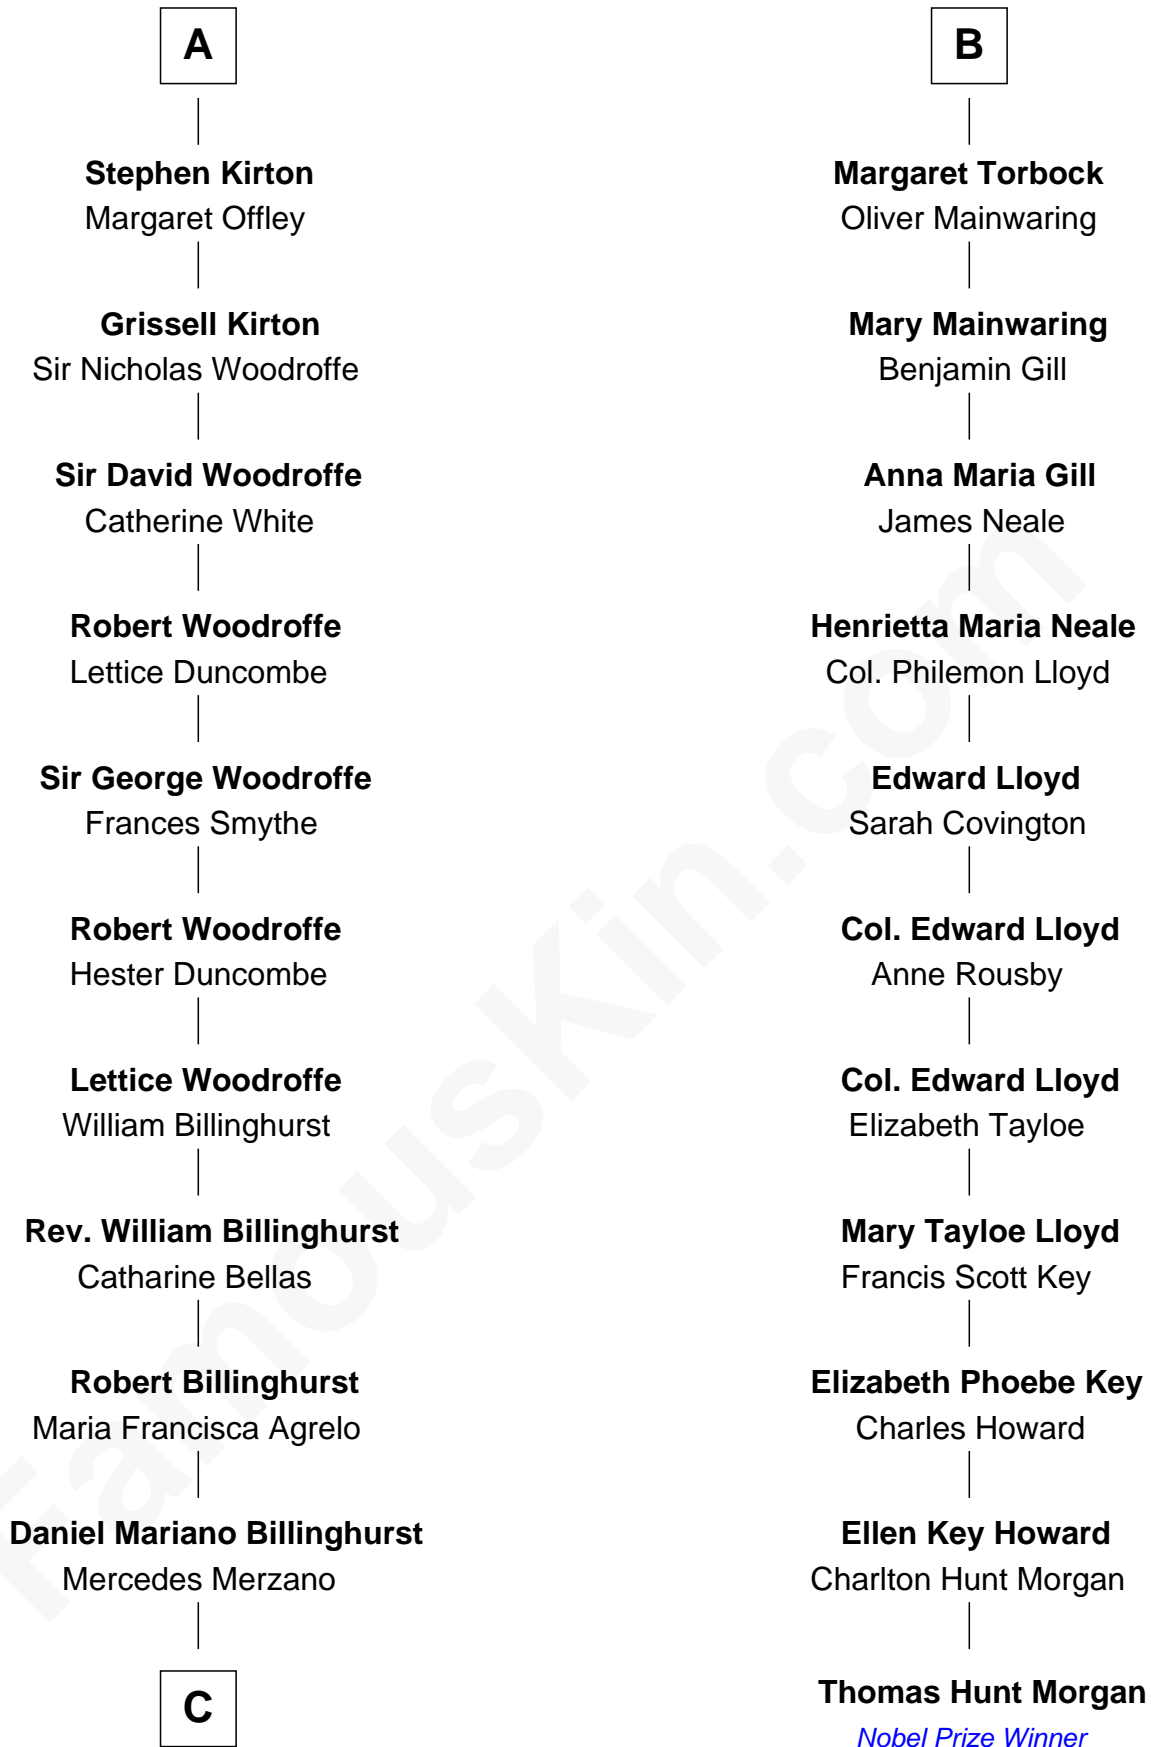 A
Stephen Kirton
Margaret Offley
Grissell Kirton
Sir Nicholas Woodroffe
Sir David Woodroffe
Catherine White
Robert Woodroffe
Lettice Duncombe
Sir George Woodroffe
Frances Smythe
Robert Woodroffe
Hester Duncombe
Lettice Woodroffe
William Billinghurst
Rev. William Billinghurst
Catharine Bellas
Robert Billinghurst
Maria Francisca Agrelo
Daniel Mariano Billinghurst
Mercedes Merzano
C
B
Margaret Torbock
Oliver Mainwaring
Mary Mainwaring
Benjamin Gill
Anna Maria Gill
James Neale
Henrietta Maria Neale
Col. Philemon Lloyd
Edward Lloyd
Sarah Covington
Col. Edward Lloyd
Anne Rousby
Col. Edward Lloyd
Elizabeth Tayloe
Mary Tayloe Lloyd
Francis Scott Key
Elizabeth Phoebe Key
Charles Howard
Ellen Key Howard
Charlton Hunt Morgan
Thomas Hunt Morgan
Nobel Prize Winner
FamousKin.com